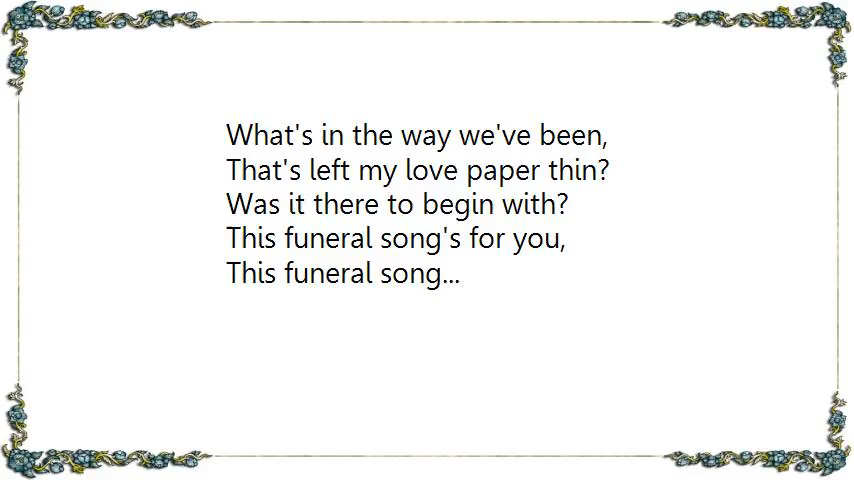 What's in the way we've been,
That's left my love paper thin?
Was it there to begin with?
This funeral song's for you,
This funeral song...